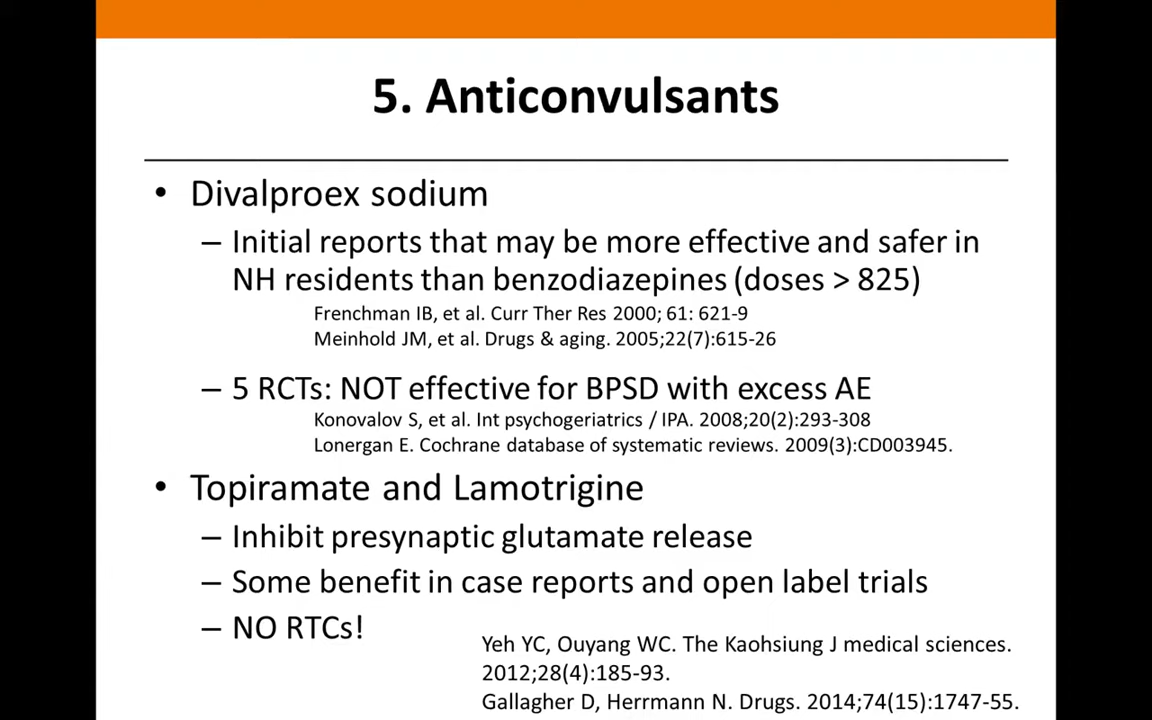 5. Anticonvulsants
• Divalproex sodium
– Initial reports that may be more effective and safer in
NH residents than benzodiazepines (doses > 825)
Frenchman IB, et al. Curr Ther Res 2000; 61: 621-9
Meinhold JM, et al. Drugs & aging. 2005;22(7):615-26
– 5 RCTs: NOT effective for BPSD with excess AE
Konovalov S, et al. Int psychogeriatrics / IPA. 2008;20(2):293-308
Lonergan E. Cochrane database of systematic reviews. 2009(3):CD003945.
• Topiramate and Lamotrigine
– Inhibit presynaptic glutamate release
– Some benefit in case reports and open label trials
– NO RTCs!
Yeh YC, Ouyang WC. The Kaohsiung J medical sciences.
2012;28(4):185-93.
Gallagher D, Herrmann N. Drugs. 2014;74(15):1747-55.